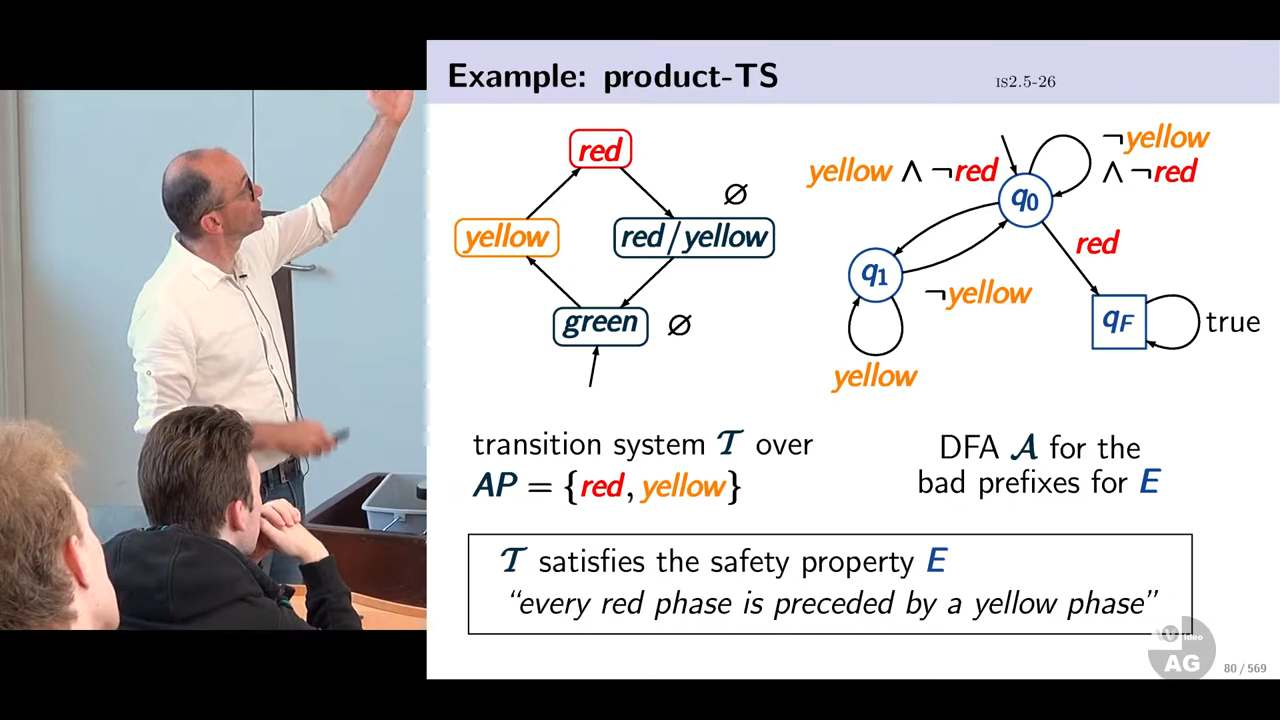 Example: product-TS
IS2.5-26
red
∅
yellow
red/yellow
green
∅
¬yellow
∧ ¬red
yellow ∧ ¬red
q0
red
q1
¬yellow
qF
true
yellow
transition system T over
AP = {red, yellow}
DFA A for the
bad prefixes for E
T satisfies the safety property E
"every red phase is preceded by a yellow phase"
Video
AG
80 / 569